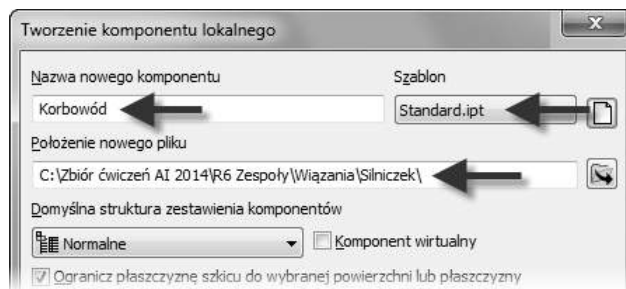 Tworzenie komponentu lokalnego
Nazwa nowego komponentu Szablon
Korbowód Standard.ipt
Położenie nowego pliku
C:\Zbiór ćwiczeń AI 2014\R6 Zespoły\Wiązania\Silniczek\
Domyślna struktura zestawienia komponentów
Normalne Komponent wirtualny
Ogranicz płaszczyznę szkicu do wybranej powierzchni lub płaszczyzny